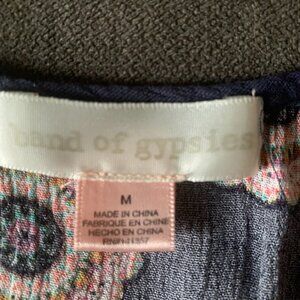 band of gypsies
M
MADE IN CHINA
FABRIQUE EN CHINE
HECHO EN CHINA